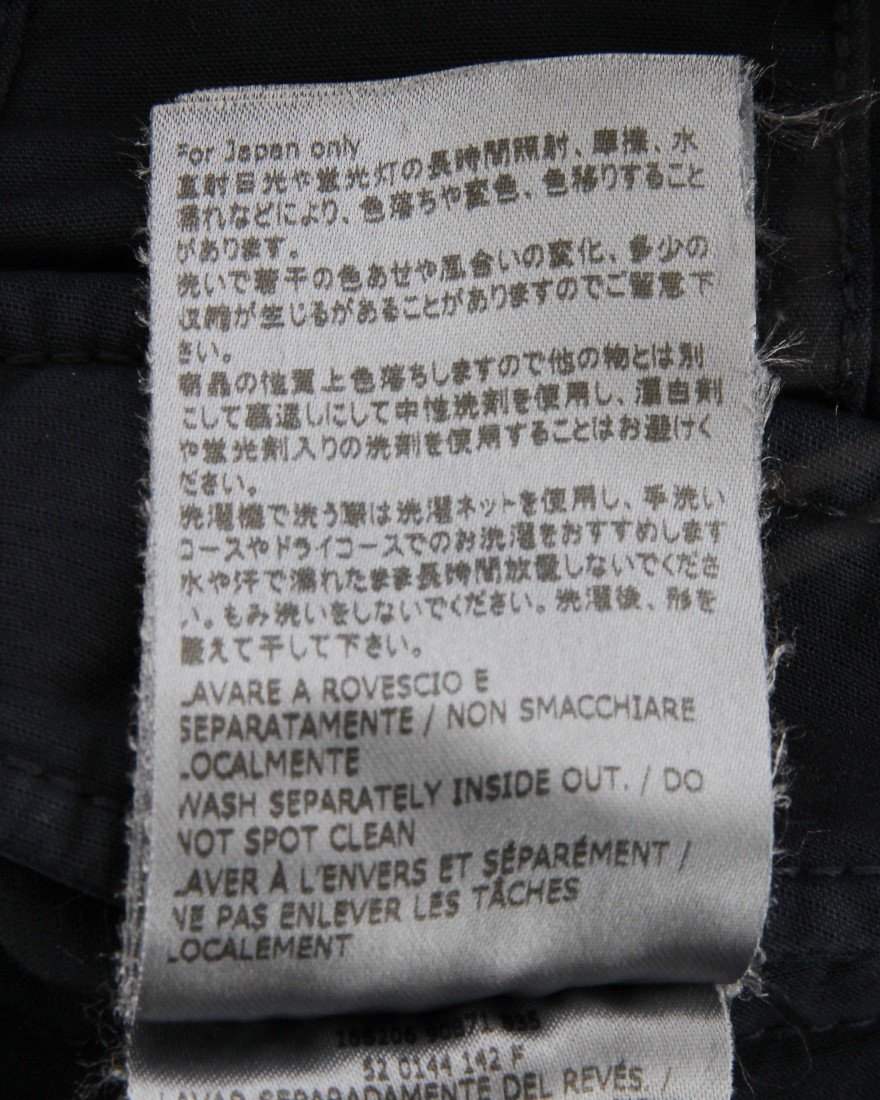 For Japan only
直射日光や蛍光灯の長時間照射、摩擦、水
濡れなどにより、色落ちや変色、色移りすること
があります。
洗いで若干の色あせや風合いの変化、多少の
収縮が生じるがあることがありますのでご留意下
さい。
商品の性質上色落ちしますので他の物とは別
にして裏返しにして中性洗剤を使用し、漂白剤
や蛍光剤入りの洗剤を使用することはお避けく
ださい。
洗濯機で洗う際は洗濯ネットを使用し、手洗い
コースやドライコースでのお洗濯をおすすめします
水や汗で濡れたまま長時間放置しないでくださ
い。もみ洗いをしないでください。洗濯後、形を
整えて干して下さい。
LAVARE A ROVESCIO E
SEPARATAMENTE / NON SMACCHIARE
LOCALMENTE
WASH SEPARATELY INSIDE OUT. / DO
NOT SPOT CLEAN
LAVER À L'ENVERS ET SÉPARÉMENT /
NE PAS ENLEVER LES TÂCHES
LOCALEMENT
52 0144 142 F
LAVAR SEPARADAMENTE DEL REVÉS. /